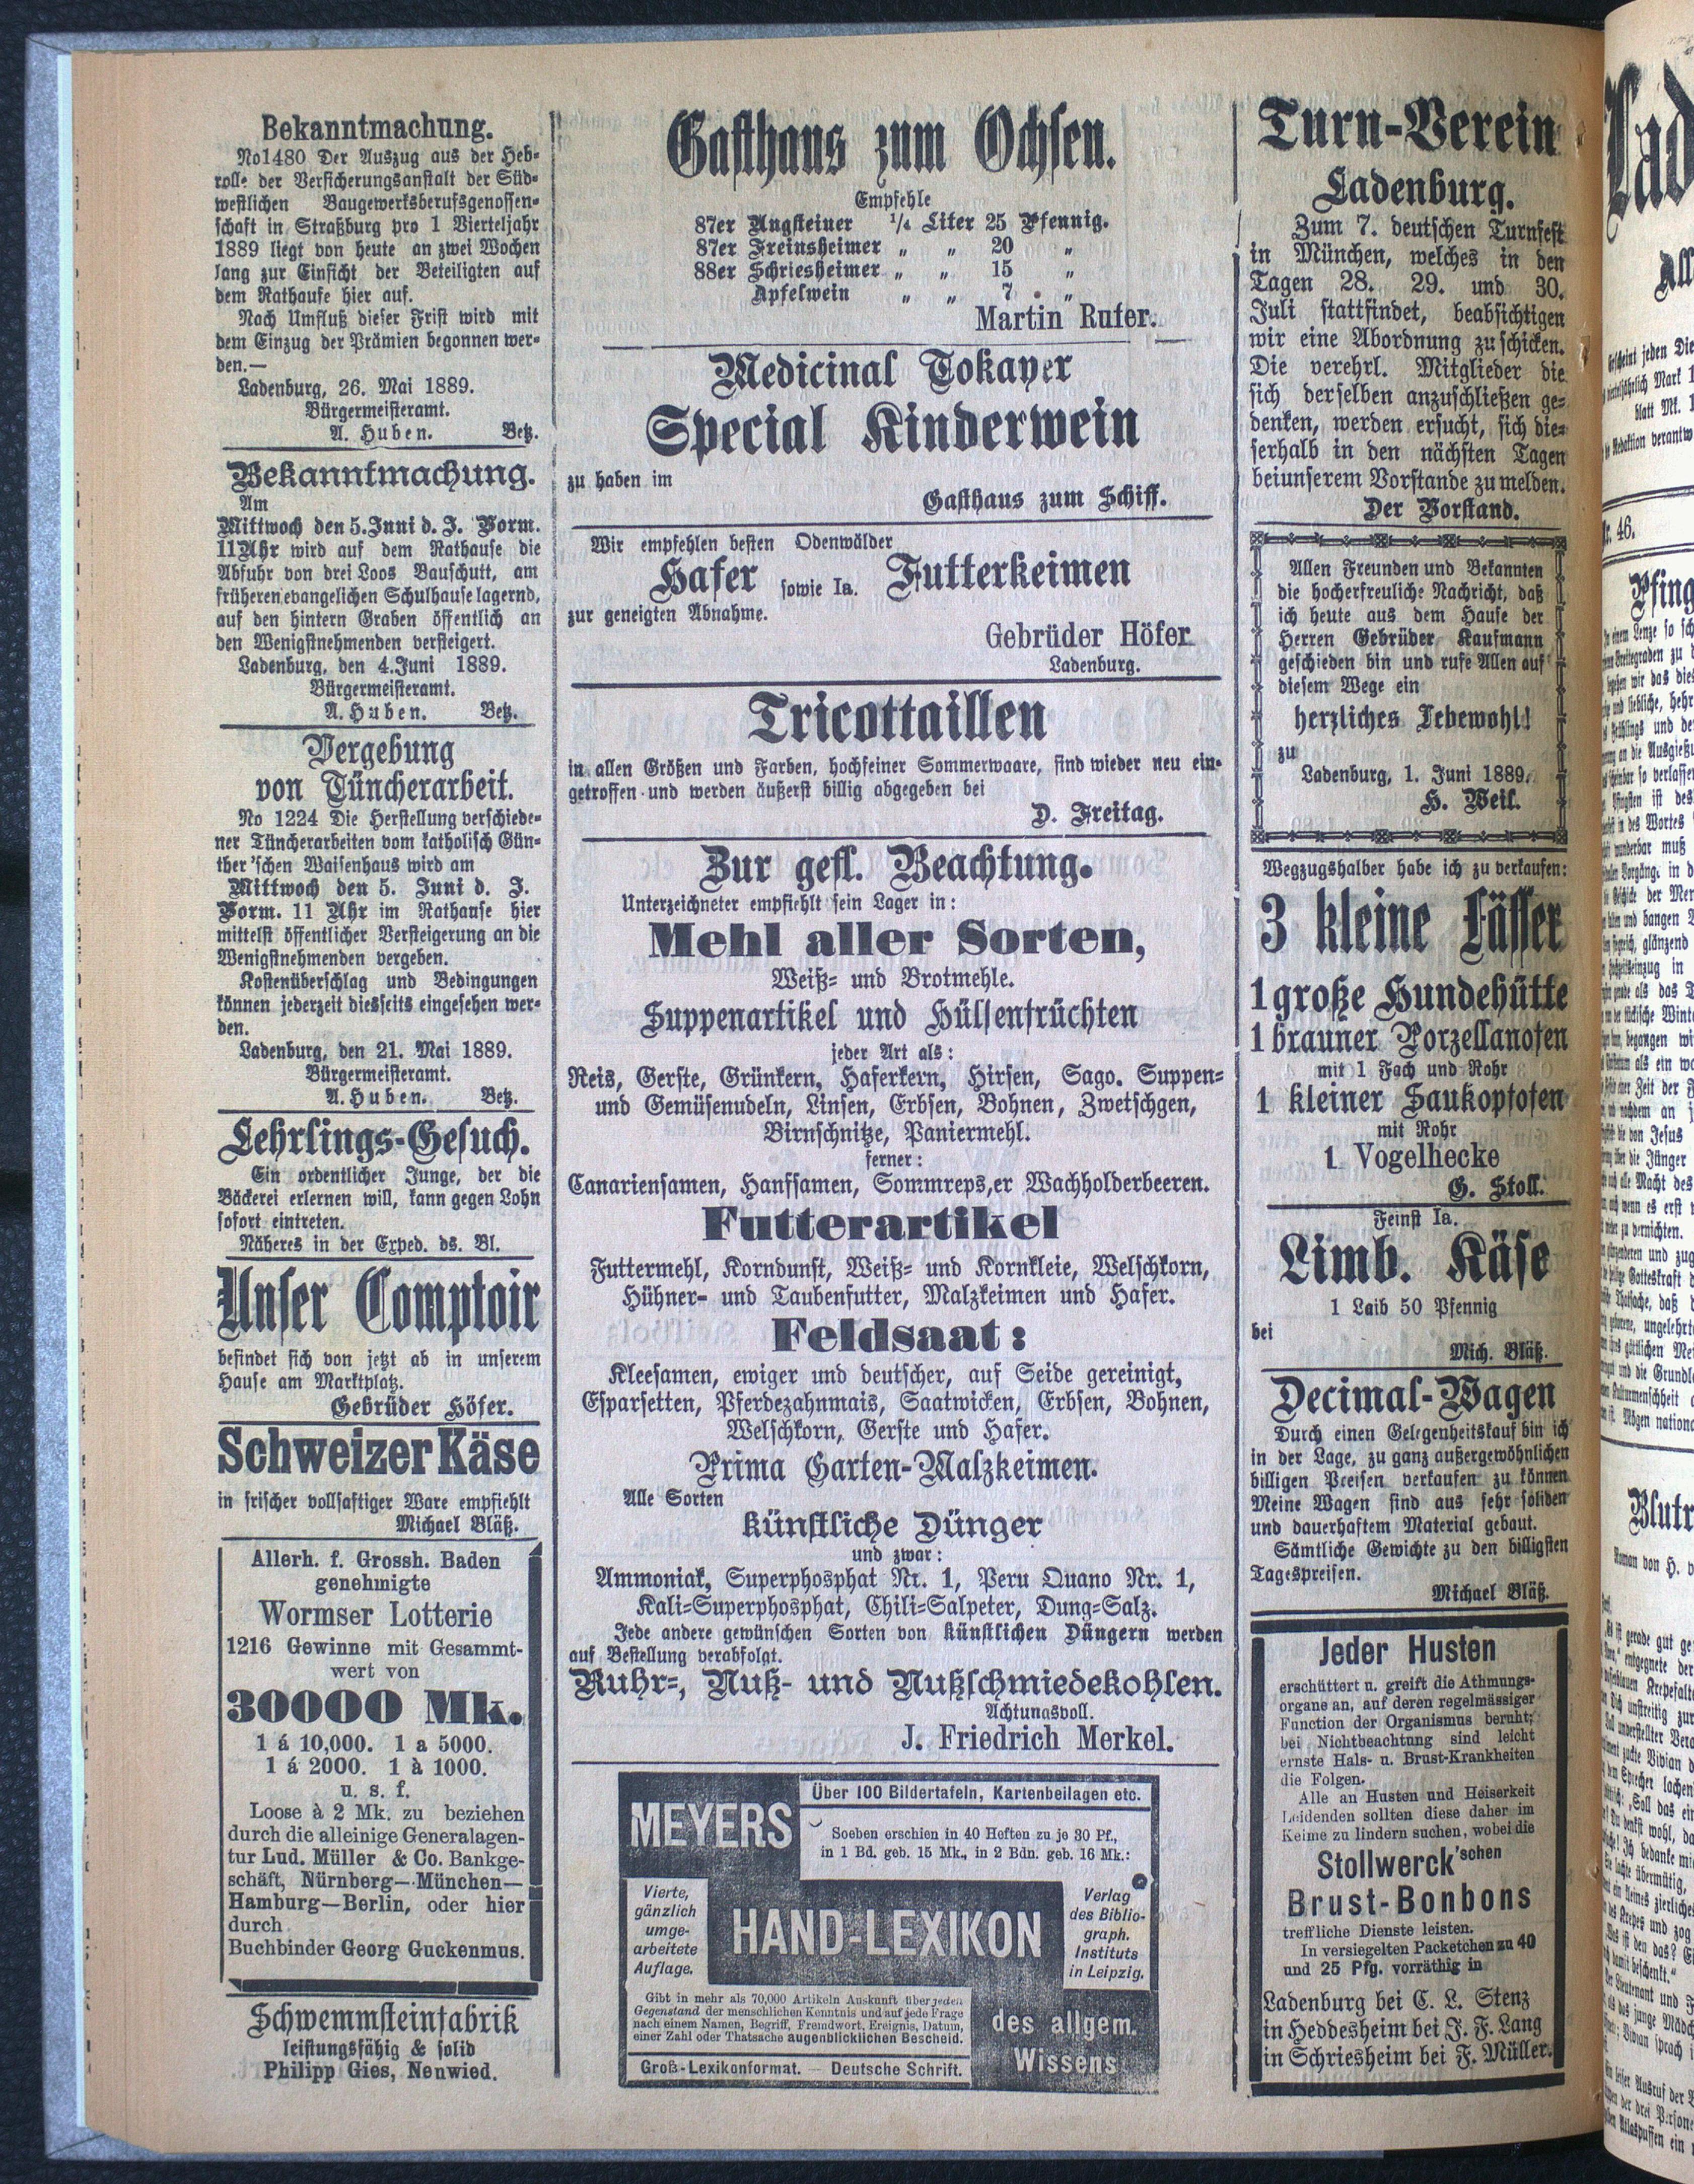 Bekanntmachung.
No1480 Der Auszug aus der Heb-
rolle der Versicherungsanstalt der Süd-
westlichen Baugewerksberufsgenossen-
schaft in Straßburg pro 1 Vierteljahr
1889 liegt von heute an zwei Wochen
lang zur Einsicht der Beteiligten auf
dem Rathause hier auf.
Nach Umfluß dieser Frist wird mit
dem Einzug der Prämien begonnen wer-
den.—
Ladenburg, 26. Mai 1889.
Bürgermeisteramt.
A. Huben. Betz.
Bekanntmachung.
Am
Mittwoch den 5. Juni d. J. Vorm.
11 Uhr wird auf dem Rathause die
Abfuhr von drei Loos Bauschutt, am
früheren evangelichen Schulhause lagernd,
auf den hintern Graben öffentlich an
den Wenigstnehmenden versteigert.
Ladenburg, den 4. Juni 1889.
Bürgermeisteramt.
A. Huben. Betz.
Vergebung
von Tüncherarbeit.
No 1224 Die Herstellung verschiede-
ner Tüncherarbeiten vom katholisch Gün-
ther'schen Waisenhaus wird am
Mittwoch den 5. Juni d. J.
Vorm. 11 Uhr im Rathause hier
mittelst öffentlicher Versteigerung an die
Wenigstnehmenden vergeben.
Kostenüberschlag und Bedingungen
können jederzeit diesseits eingesehen wer-
den.
Ladenburg, den 21. Mai 1889.
Bürgermeisteramt.
A. Huben. Betz.
Lehrlings-Gesuch.
Ein ordentlicher Junge, der die
Bäckerei erlernen will, kann gegen Lohn
sofort eintreten.
Näheres in der Exped. ds. Bl.
Unser Comptoir
befindet sich von jetzt ab in unserem
Hause am Marktplatz.
Gebrüder Höfer.
Schweizer Käse
in frischer vollsaftiger Ware empfiehlt
Michael Bläß.
Allerh. f. Grossh. Baden
genehmigte
Wormser Lotterie
1216 Gewinne mit Gesammt-
wert von
30000 Mk.
1 á 10,000. 1 a 5000.
1 á 2000. 1 à 1000.
u. s. f.
Loose à 2 Mk. zu beziehen
durch die alleinige Generalagen-
tur Lud. Müller & Co. Bankge-
schäft, Nürnberg—München—
Hamburg—Berlin, oder hier
durch
Buchbinder Georg Guckenmus.
Schwemmsteinfabrik
leistungsfähig & solid
Philipp Gies, Neuwied.
Gasthaus zum Ochsen.
Empfehle
87er Ungsteiner 1/4 Liter 25 Pfennig.
87er Freinsheimer „ „ 20 „
88er Schriesheimer „ „ 15 „
Apfelwein „ „ 7 „
Martin Rufer.
Medicinal Tokayer
Special Kinderwein
zu haben im
Gasthaus zum Schiff.
Wir empfehlen besten Odenwälder
Hafer sowie Ia. Futterkeimen
zur geneigten Abnahme.
Gebrüder Höfer
Ladenburg.
Tricottaillen
in allen Größen und Farben, hochfeiner Sommerwaare, sind wieder neu ein-
getroffen und werden äußerst billig abgegeben bei
D. Freitag.
Zur gefl. Beachtung.
Unterzeichneter empfiehlt sein Lager in:
Mehl aller Sorten,
Weiß- und Brotmehle.
Suppenartikel und Hülsenfrüchten
jeder Art als:
Reis, Gerste, Grünkern, Haferkern, Hirsen, Sago. Suppen-
und Gemüsenudeln, Linsen, Erbsen, Bohnen, Zwetschgen,
Birnschnitze, Paniermehl.
ferner:
Canariensamen, Hanfsamen, Sommreps,er Wachholderbeeren.
Futterartikel
Futtermehl, Korndunst, Weiß- und Kornkleie, Welschkorn,
Hühner- und Taubenfutter, Malzkeimen und Hafer.
Feldsaat:
Kleesamen, ewiger und deutscher, auf Seide gereinigt,
Esparsetten, Pferdezahnmais, Saatwicken, Erbsen, Bohnen,
Welschkorn, Gerste und Hafer.
Prima Garten-Malzkeimen.
Alle Sorten
künstliche Dünger
und zwar:
Ammoniak, Superphosphat Nr. 1, Peru Quano Nr. 1,
Kali-Superphosphat, Chili-Salpeter, Dung-Salz.
Jede andere gewünschen Sorten von künstlichen Düngern werden
auf Bestellung verabfolgt.
Ruhr-, Nuß- und Nußschmiedekohlen.
Achtungsvoll.
J. Friedrich Merkel.
MEYERS
Über 100 Bildertafeln, Kartenbeilagen etc.
Soeben erschien in 40 Heften zu je 30 Pf.,
in 1 Bd. geb. 15 Mk., in 2 Bdn. geb. 16 Mk.:
Vierte,
gänzlich
umge-
arbeitete
Auflage.
HAND-LEXIKON
Verlag
des Biblio-
graph.
Instituts
in Leipzig.
Gibt in mehr als 70,000 Artikeln Auskunft über jeden
Gegenstand der menschlichen Kenntnis und auf jede Frage
nach einem Namen, Begriff, Fremdwort, Ereignis, Datum,
einer Zahl oder Thatsache augenblicklichen Bescheid.
Groß-Lexikonformat. — Deutsche Schrift.
des allgem.
Wissens
Turn-Verein
Ladenburg.
Zum 7. deutschen Turnfest
in München, welches in den
Tagen 28. 29. und 30.
Juli stattfindet, beabsichtigen
wir eine Abordnung zu schicken.
Die verehrl. Mitglieder die
sich derselben anzuschließen ge-
denken, werden ersucht, sich die-
serhalb in den nächsten Tagen
bei unserem Vorstande zu melden.
Der Vorstand.
Allen Freunden und Bekannten
die hocherfreuliche Nachricht, daß
ich heute aus dem Hause der
Herren Gebrüder Kaufmann
geschieden bin und rufe Allen auf
diesem Wege ein
herzliches Lebewohl!
zu
Ladenburg, 1. Juni 1889.
H. Weil.
Wegzugshalber habe ich zu verkaufen:
3 kleine Fässer
1 große Hundehütte
1 brauner Porzellanofen
mit 1 Fach und Rohr
1 kleiner Saukopfofen
mit Rohr
1 Vogelhecke
G. Stoll.
Feinst Ia.
Limb. Käse
1 Laib 50 Pfennig
bei
Mich. Bläß.
Decimal-Wagen
Durch einen Gelegenheitskauf bin ich
in der Lage, zu ganz außergewöhnlichen
billigen Preisen verkaufen zu können
Meine Wagen sind aus sehr soliden
und dauerhaftem Material gebaut.
Sämtliche Gewichte zu den billigsten
Tagespreisen.
Michael Bläß.
Jeder Husten
erschüttert u. greift die Athmungs-
organe an, auf deren regelmässiger
Function der Organismus beruht;
bei Nichtbeachtung sind leicht
ernste Hals- u. Brust-Krankheiten
die Folgen.
Alle an Husten und Heiserkeit
Leidenden sollten diese daher im
Keime zu lindern suchen, wobei die
Stollwerck'schen
Brust-Bonbons
treffliche Dienste leisten.
In versiegelten Packetchen zu 40
und 25 Pfg. vorräthig in
Ladenburg bei C. L. Stenz
in Heddesheim bei J. F. Lang
in Schriesheim bei F. Müller.
Nr. 46.